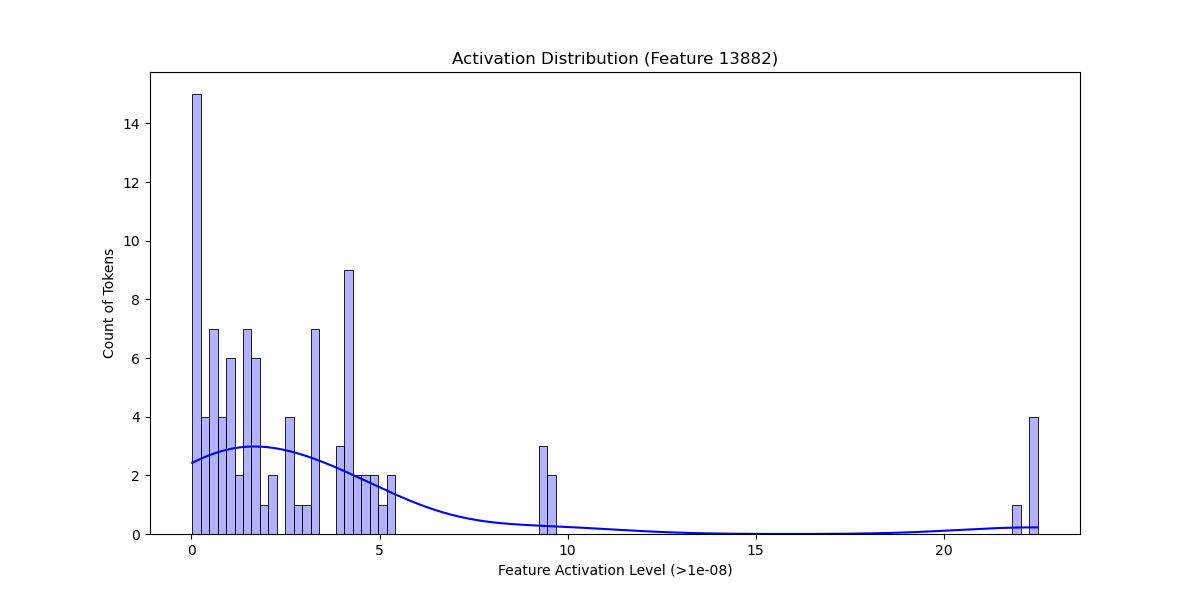 Activation Distribution (Feature 13882)
Count of Tokens
14
12
10
8
6
4
2
0
0 5 10 15 20
Feature Activation Level (>1e-08)